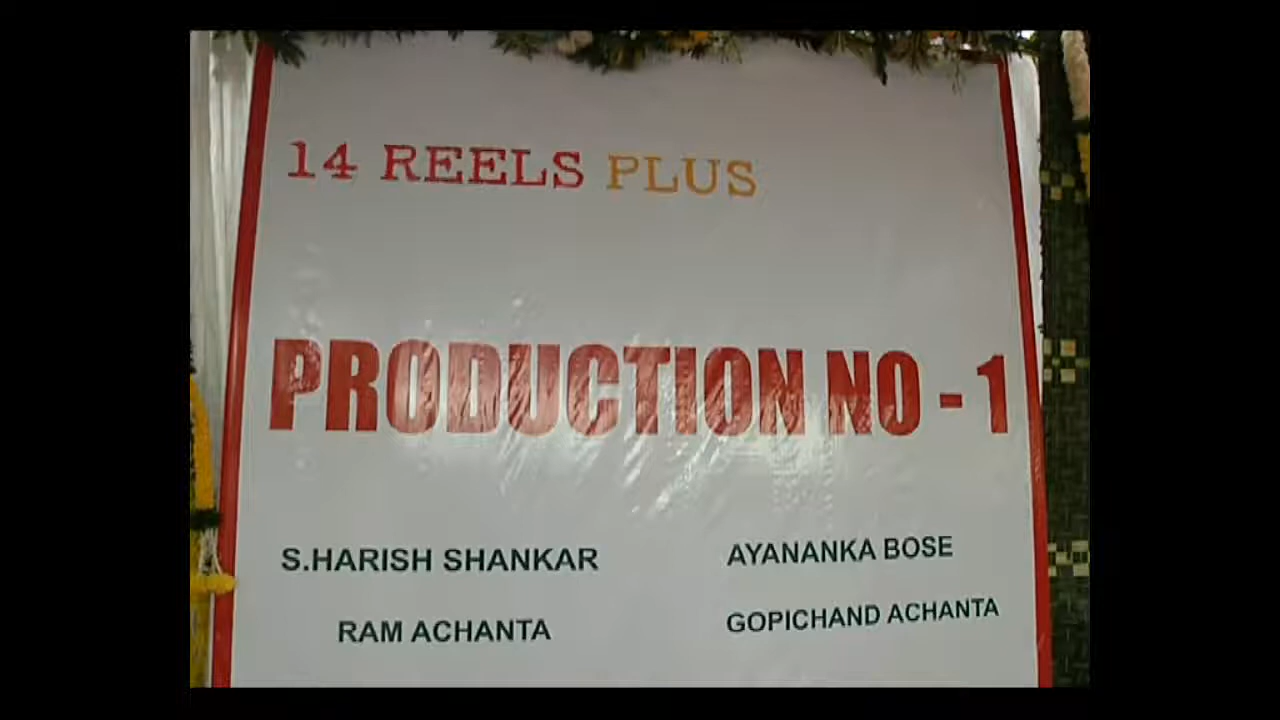 14 REELS PLUS
PRODUCTION NO - 1
S.HARISH SHANKAR
AYANANKA BOSE
RAM ACHANTA
GOPICHAND ACHANTA